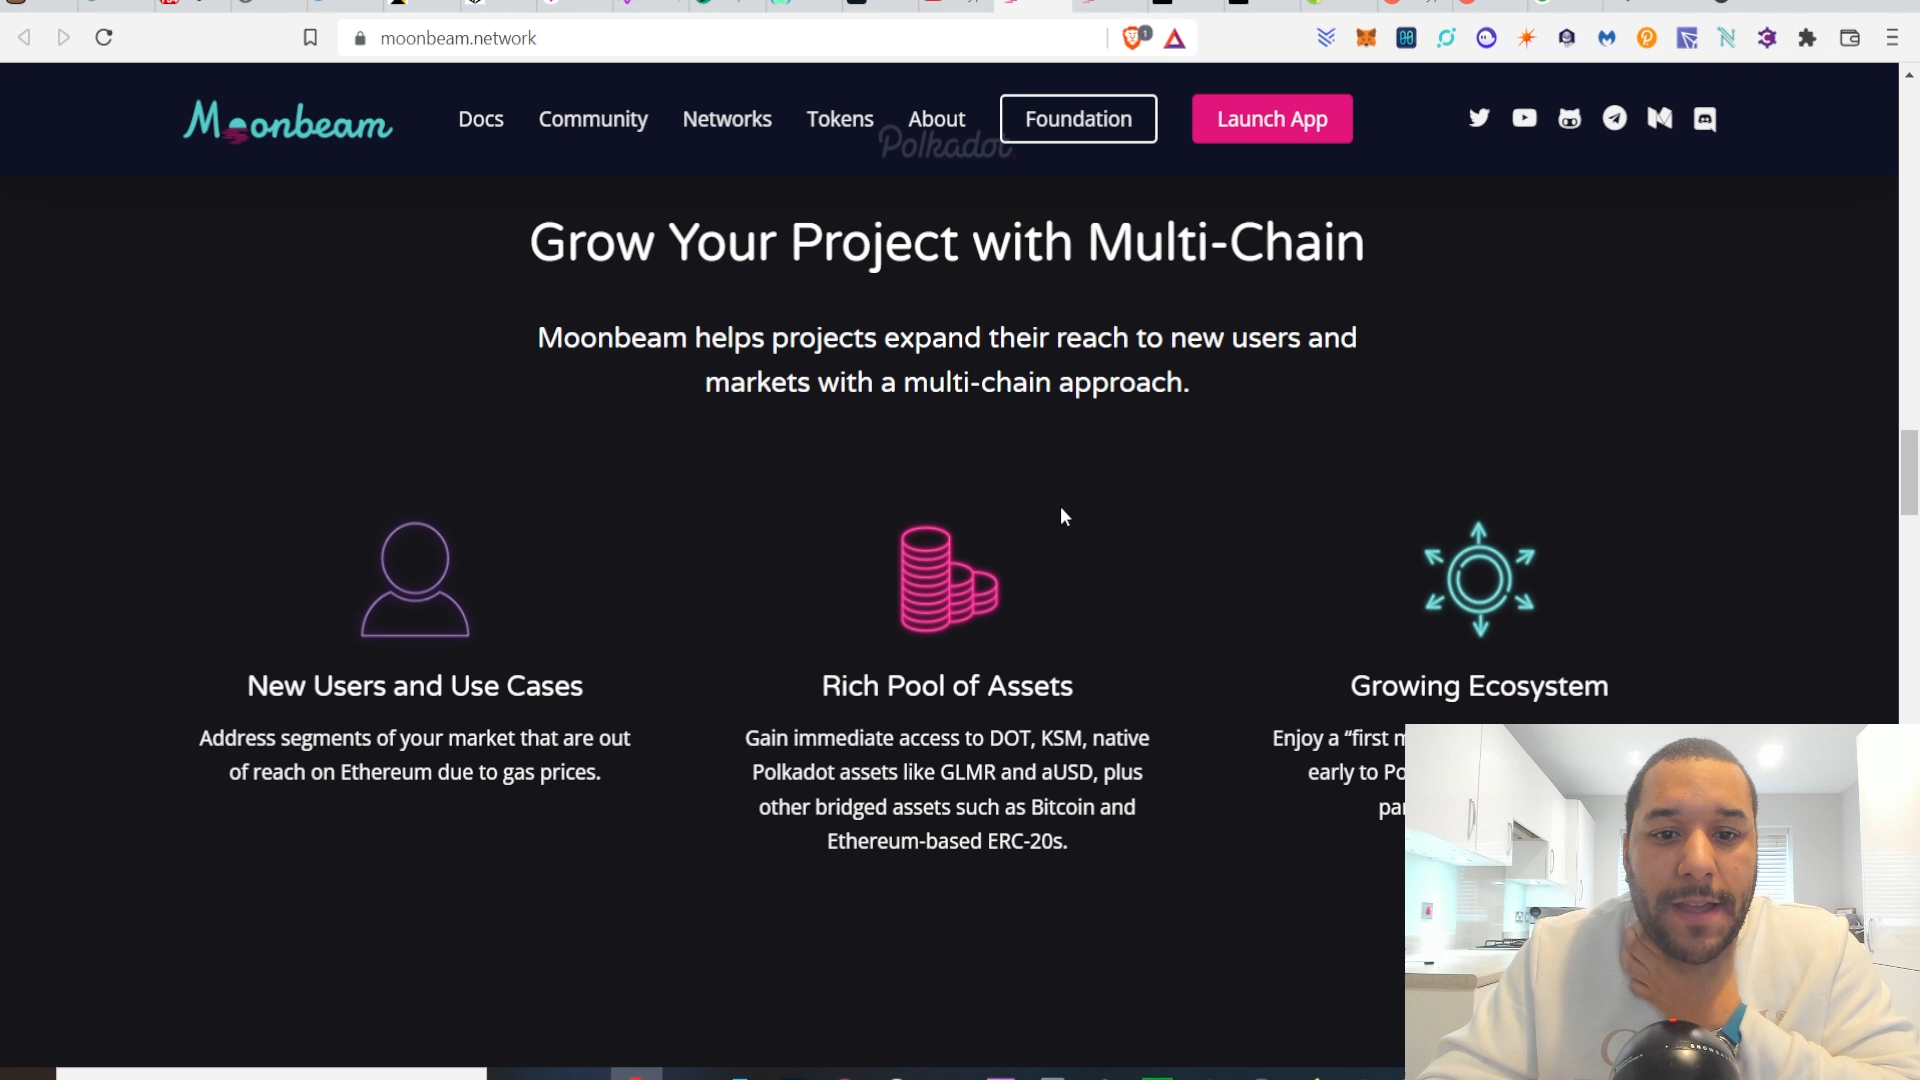 moonbeam.network
1
Moonbeam
Docs Community Networks Tokens About Foundation Launch App
Polkadot
Grow Your Project with Multi-Chain
Moonbeam helps projects expand their reach to new users and
markets with a multi-chain approach.
New Users and Use Cases
Address segments of your market that are out
of reach on Ethereum due to gas prices.
Rich Pool of Assets
Gain immediate access to DOT, KSM, native
Polkadot assets like GLMR and aUSD, plus
other bridged assets such as Bitcoin and
Ethereum-based ERC-20s.
Growing Ecosystem
Enjoy a “first
early to